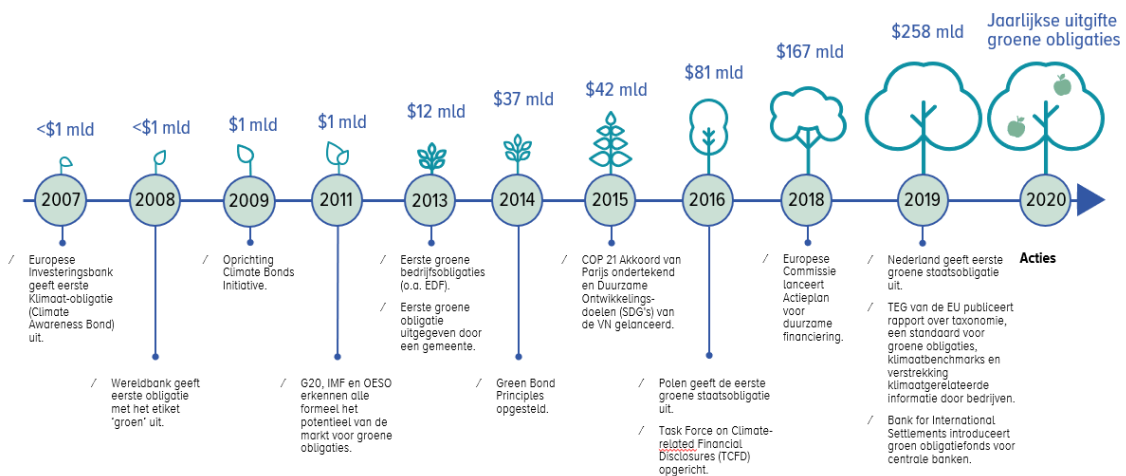 <$1 mld
<$1 mld
$1 mld
$1 mld
$12 mld
$37 mld
$42 mld
$81 mld
$167 mld
$258 mld
Jaarlijkse uitgifte
groene obligaties
2007
2008
2009
2011
2013
2014
2015
2016
2018
2019
2020
/ Europese
Investeringsbank
geeft eerste
Klimaat-obligatie
(Climate
Awareness Bond)
uit.
/ Wereldbank geeft
eerste obligatie
met het etiket
‘groen’ uit.
/ Oprichting
Climate Bonds
Initiative.
/ G20, IMF en OESO
erkennen alle
formeel het
potentieel van de
markt voor groene
obligaties.
/ Eerste groene
bedrijfsobligaties
(o.a. EDF).
/ Eerste groene
obligatie
uitgegeven door
een gemeente.
/ Green Bond
Principles
opgesteld.
/ COP 21 Akkoord van
Parijs ondertekend
en Duurzame
Ontwikkelings-
doelen (SDG's) van
de VN gelanceerd.
/ Polen geeft de eerste
groene staatsobligatie
uit.
/ Task Force on Climate-
related Financial
Disclosures (TCFD)
opgericht.
/ Europese
Commissie
lanceert
Actieplan
voor
duurzame
financiering.
/ Nederland geeft eerste
groene staatsobligatie
uit.
/ TEG van de EU publiceert
rapport over taxonomie,
een standaard voor
groene obligaties,
klimaatbenchmarks en
verstrekking
klimaatgerelateerde
informatie door bedrijven.
/ Bank for International
Settlements introduceert
groen obligatiefonds voor
centrale banken.
Acties